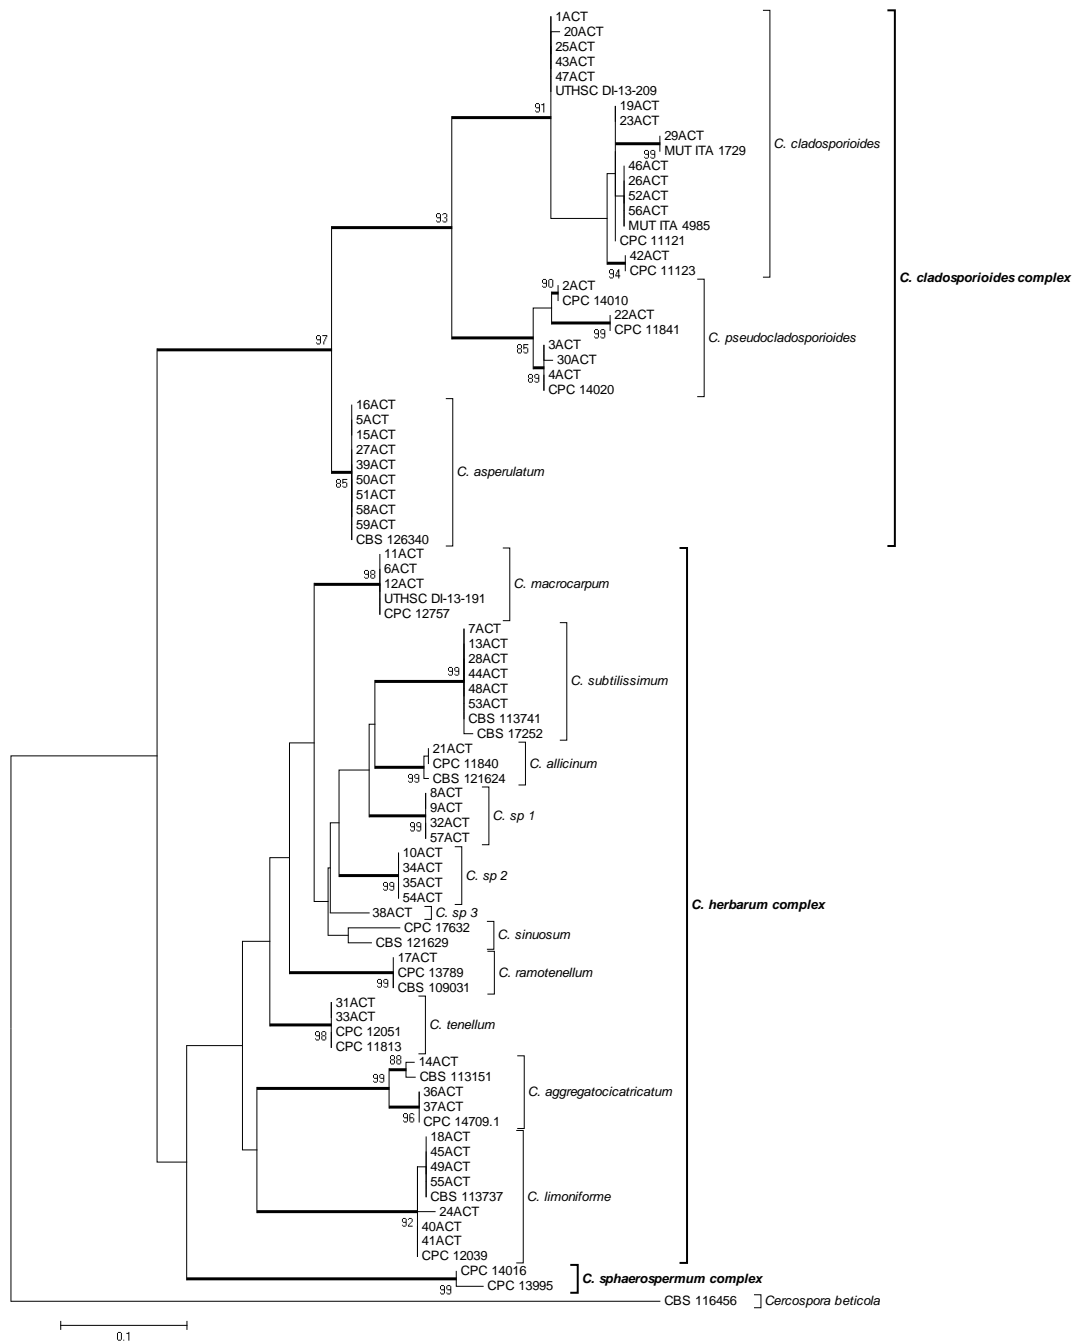 1ACT
20ACT
25ACT
43ACT
47ACT
UTHSC DI-13-209
91
19ACT
23ACT
29ACT
99
MUT ITA 1729
C. cladosporioides
46ACT
26ACT
52ACT
56ACT
MUT ITA 4985
93
CPC 11121
42ACT
94
CPC 11123
C. cladosporioides complex
90
2ACT
CPC 14010
22ACT
99
CPC 11841
C. pseudocladosporioides
97
85
3ACT
30ACT
89
4ACT
CPC 14020
16ACT
5ACT
15ACT
27ACT
39ACT
C. asperulatum
85
50ACT
51ACT
58ACT
59ACT
CBS 126340
11ACT
6ACT
98
12ACT
C. macrocarpum
UTHSC DI-13-191
CPC 12757
7ACT
13ACT
28ACT
99
44ACT
C. subtilissimum
48ACT
53ACT
CBS 113741
CBS 17252
21ACT
CPC 11840
C. allicinum
99
CBS 121624
8ACT
9ACT
C. sp 1
32ACT
99
57ACT
10ACT
34ACT
C. sp 2
99
35ACT
54ACT
C. herbarum complex
38ACT
C. sp 3
CPC 17632
C. sinuosum
CBS 121629
17ACT
CPC 13789
C. ramotenellum
99
CBS 109031
31ACT
33ACT
C. tenellum
98
CPC 12051
CPC 11813
88
14ACT
99
CBS 113151
36ACT
C. aggregatocicatricatum
37ACT
96
CPC 14709.1
18ACT
45ACT
49ACT
55ACT
CBS 113737
C. limoniforme
92
24ACT
40ACT
41ACT
CPC 12039
CPC 14016
C. sphaerospermum complex
99
CPC 13995
CBS 116456
Cercospora beticola
0.1